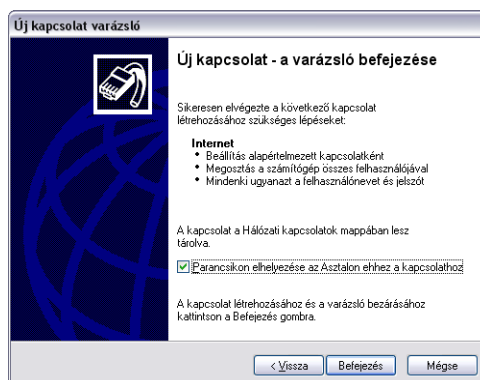 Új kapcsolat varázsló
Új kapcsolat - a varázsló befejezése
Sikeresen elvégezte a következő kapcsolat
létrehozásához szükséges lépéseket:
Internet
• Beállítás alapértelmezett kapcsolatként
• Megosztás a számítógép összes felhasználójával
• Mindenki ugyanazt a felhasználónevet és jelszót
A kapcsolat a Hálózati kapcsolatok mappában lesz
tárolva.
Parancsikon elhelyezése az Asztalon ehhez a kapcsolathoz
A kapcsolat létrehozásához és a varázsló bezárásához
kattintson a Befejezés gombra.
< Vissza Befejezés Mégse